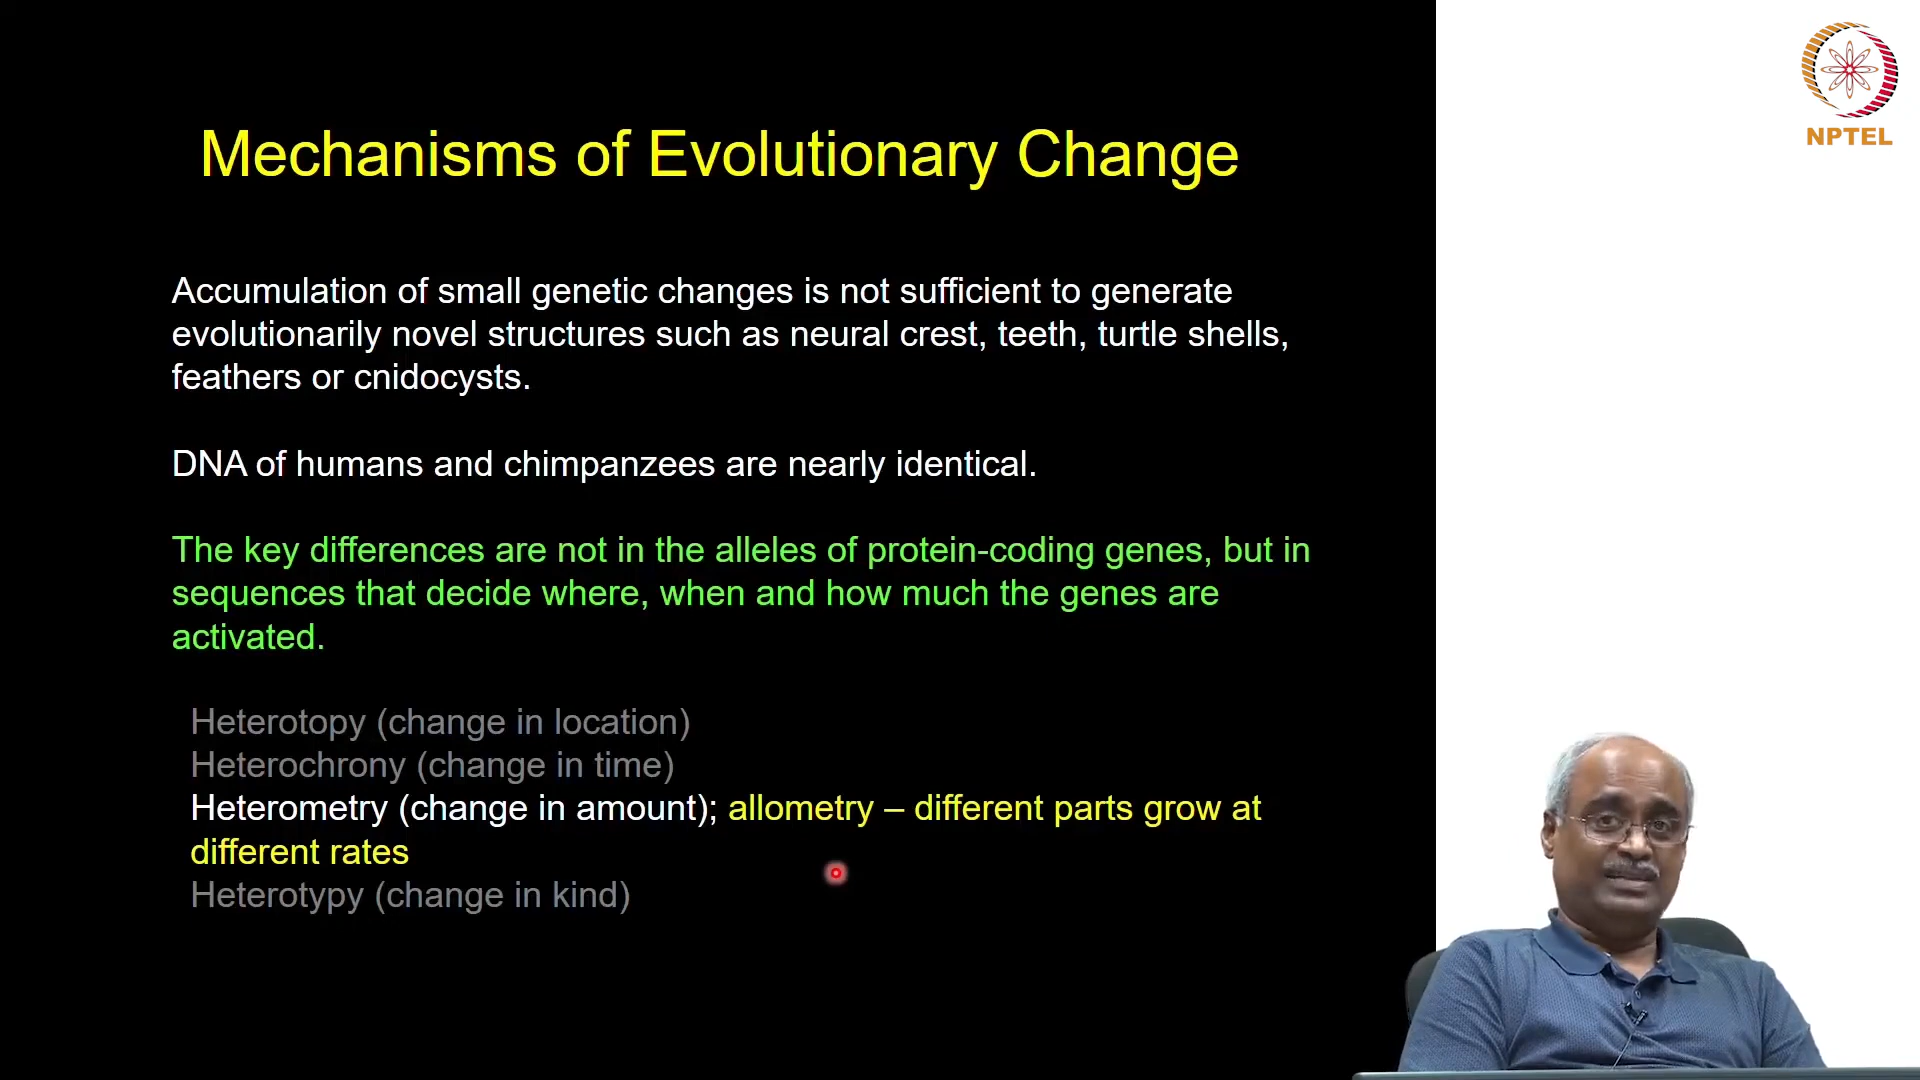 NPTEL
Mechanisms of Evolutionary Change
Accumulation of small genetic changes is not sufficient to generate
evolutionarily novel structures such as neural crest, teeth, turtle shells,
feathers or cnidocysts.
DNA of humans and chimpanzees are nearly identical.
The key differences are not in the alleles of protein-coding genes, but in
sequences that decide where, when and how much the genes are
activated.
Heterotopy (change in location)
Heterochrony (change in time)
Heterometry (change in amount); allometry – different parts grow at
different rates
Heterotypy (change in kind)